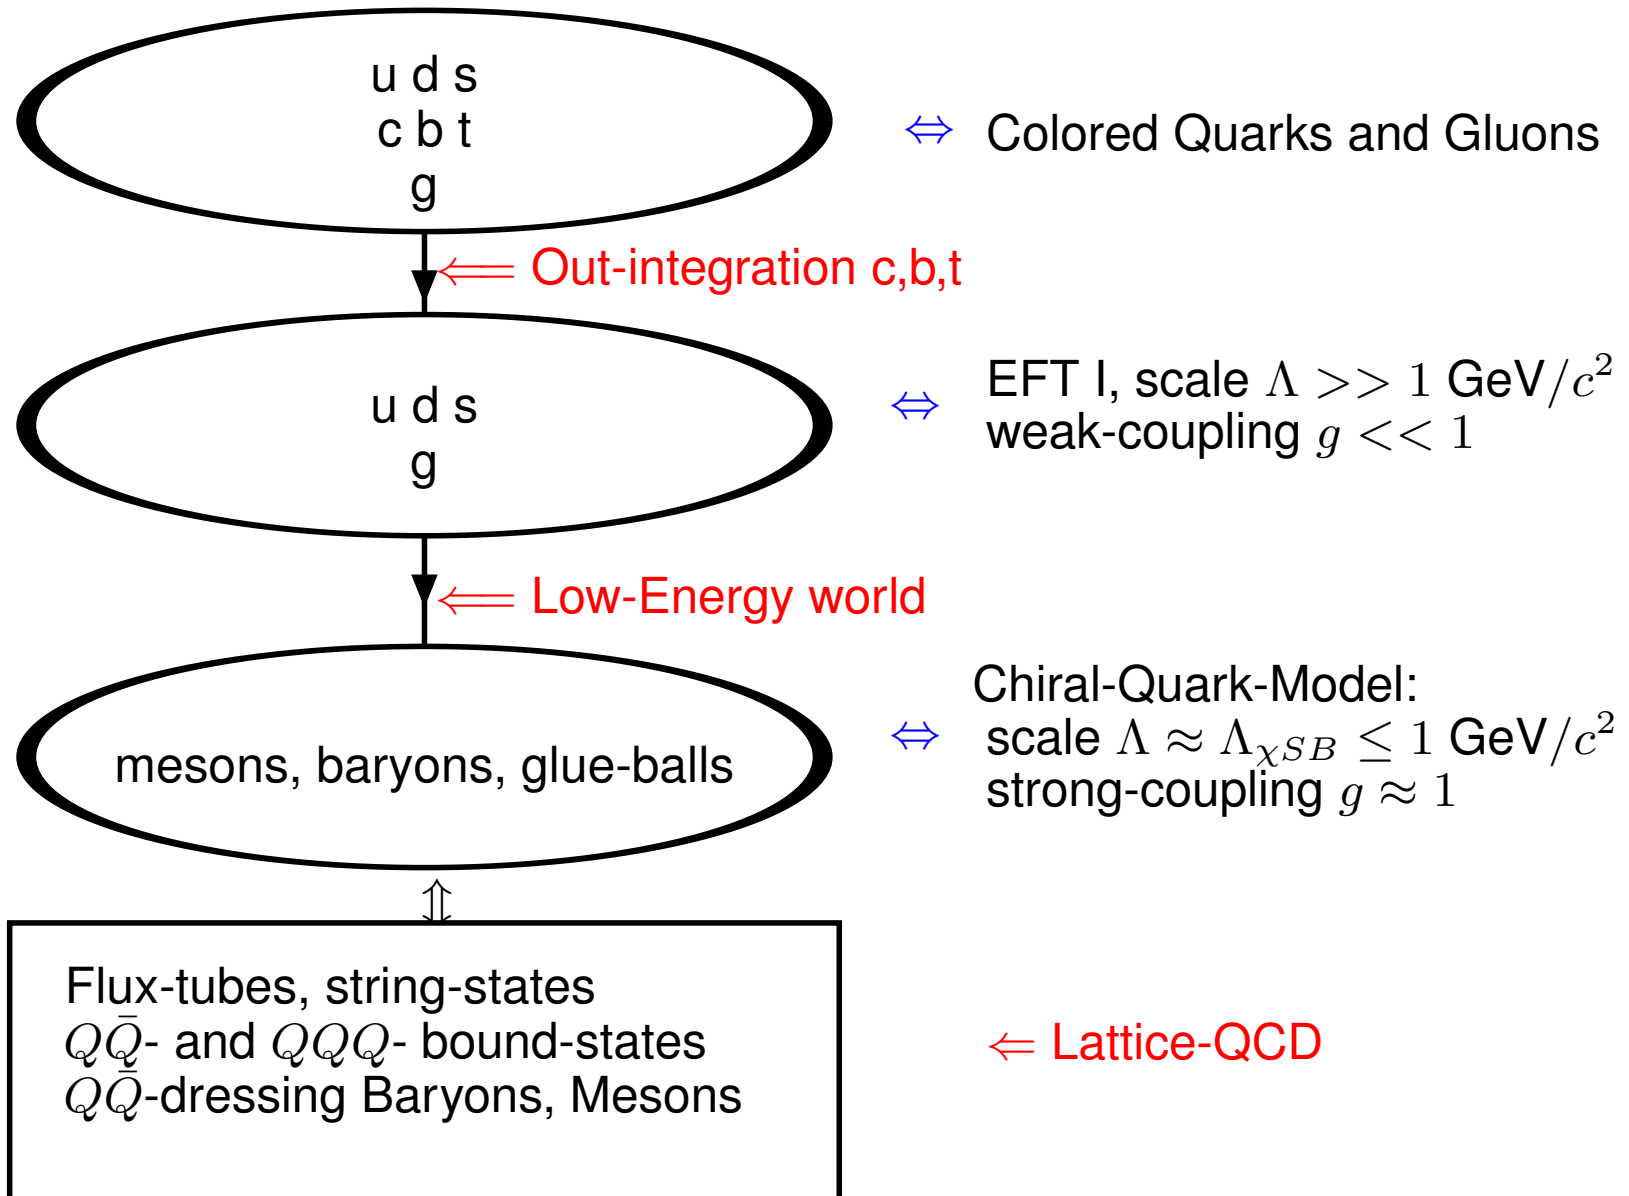 u d s
c b t
g
⇔ Colored Quarks and Gluons
⟸ Out-integration c,b,t
u d s
g
⇔ EFT I, scale Λ >> 1 GeV/c²
weak-coupling g << 1
⟸ Low-Energy world
mesons, baryons, glue-balls
⇔ Chiral-Quark-Model:
scale Λ ≈ Λ_{χSB} ≤ 1 GeV/c²
strong-coupling g ≈ 1
⇕
Flux-tubes, string-states
QQ̄- and QQQ- bound-states
QQ̄-dressing Baryons, Mesons
⇐ Lattice-QCD